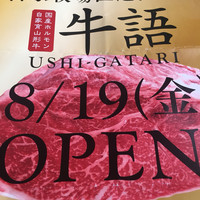 国産ホルモン
自家貫山形牛
牛語
USHI-GATARI
8/19(金)
OPEN